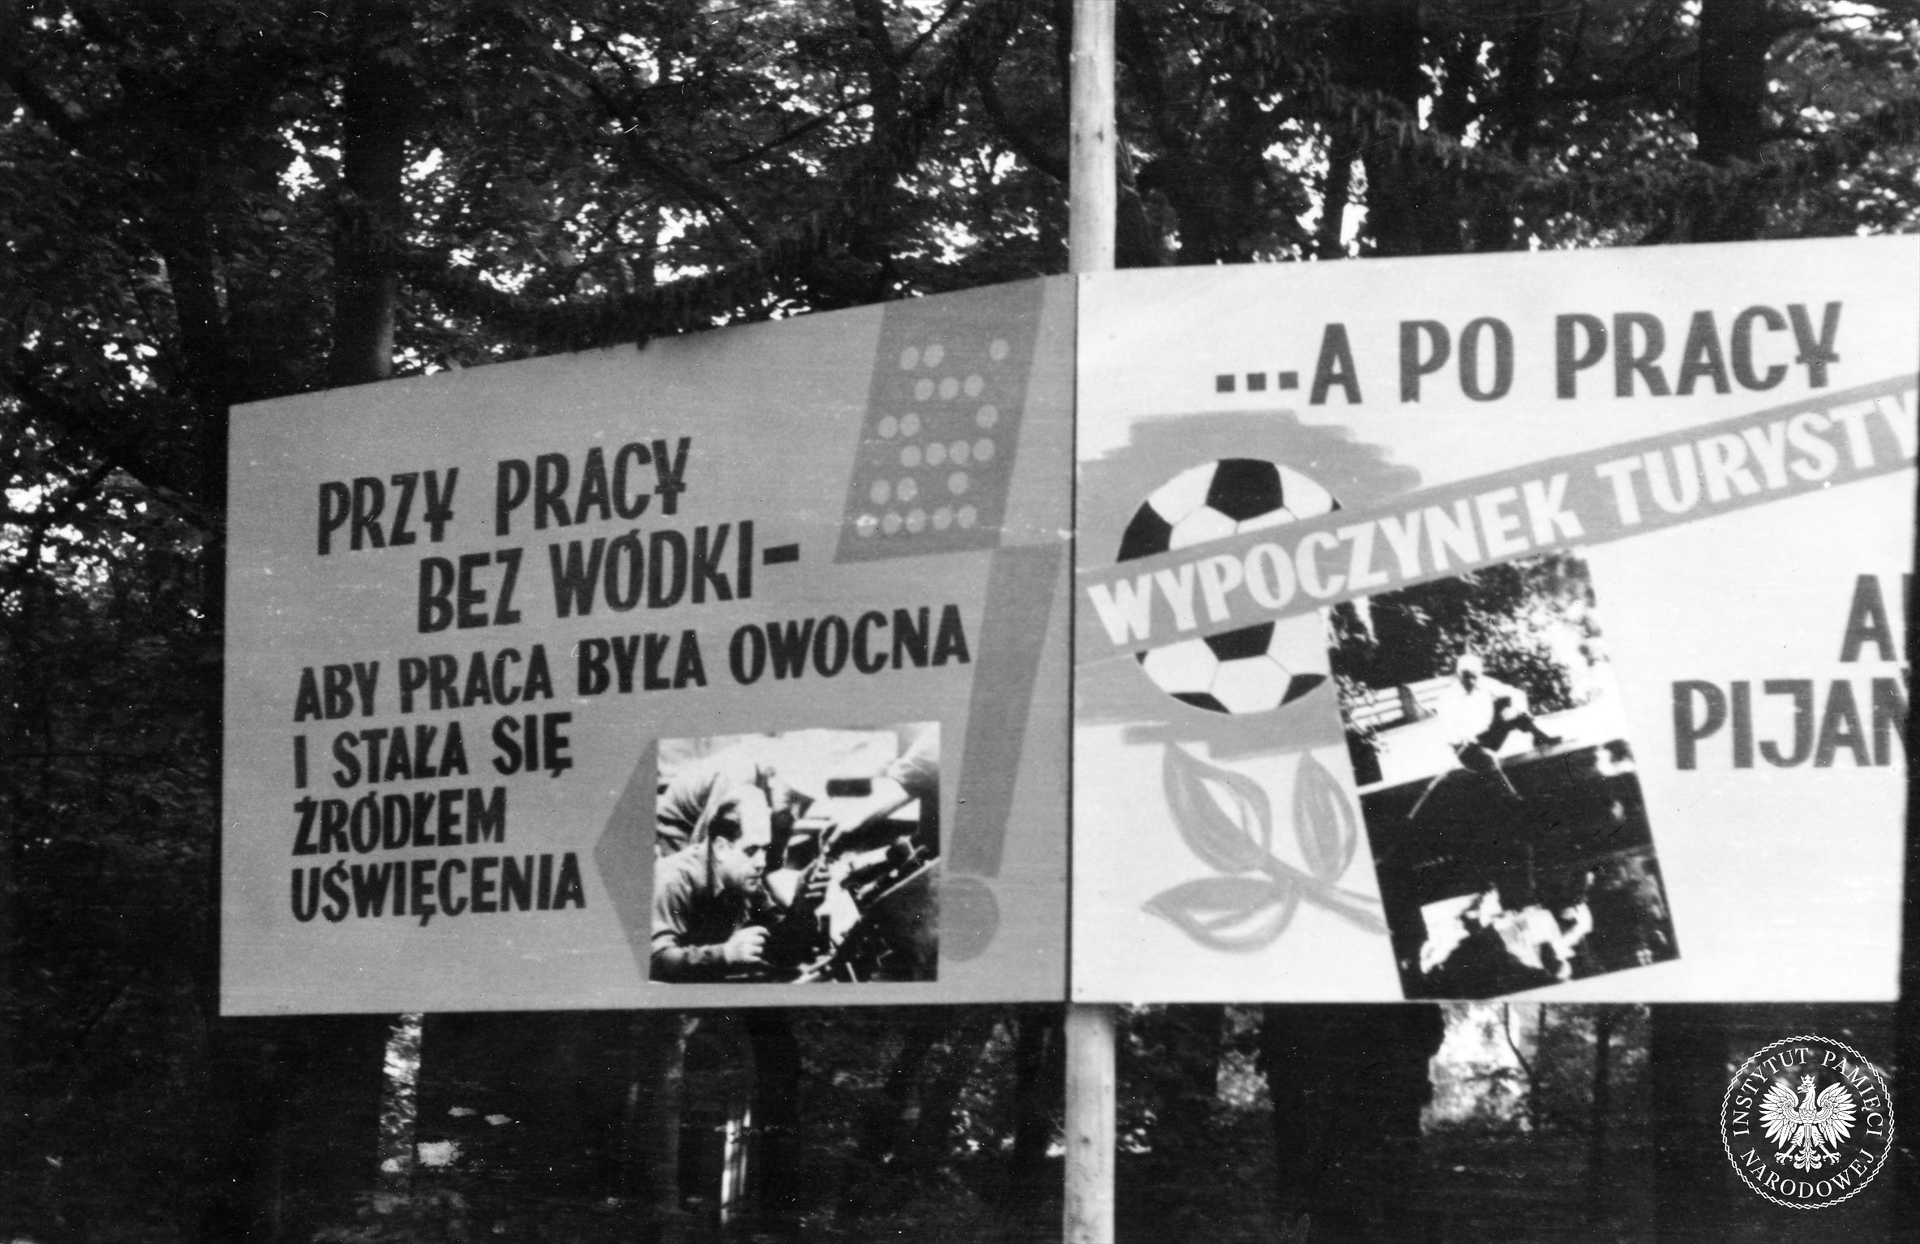 PRZY PRACY
BEZ WÓDKI-
ABY PRACA BYŁA OWOCNA
I STAŁA SIĘ
ŹRÓDŁEM
UŚWIĘCENIA
...A PO PRACY
WYPOCZYNEK TURYSTY
PIJAN
INSTYTUT PAMIĘCI NARODOWEJ